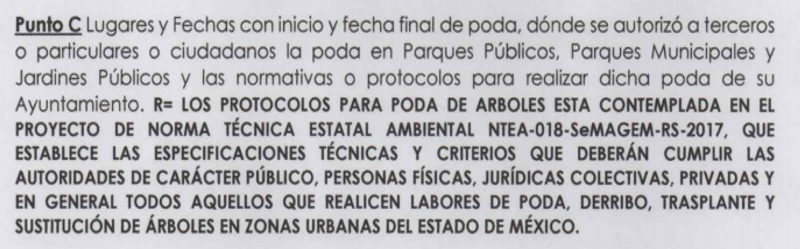 Punto C Lugares y Fechas con inicio y fecha final de poda, dónde se autorizó a terceros
o particulares o ciudadanos la poda en Parques Públicos, Parques Municipales y
Jardines Públicos y las normativas o protocolos para realizar dicha poda de su
Ayuntamiento. R= LOS PROTOCOLOS PARA PODA DE ARBOLES ESTA CONTEMPLADA EN EL
PROYECTO DE NORMA TÉCNICA ESTATAL AMBIENTAL NTEA-018-SeMAGEM-RS-2017, QUE
ESTABLECE LAS ESPECIFICACIONES TÉCNICAS Y CRITERIOS QUE DEBERÁN CUMPLIR LAS
AUTORIDADES DE CARÁCTER PÚBLICO, PERSONAS FÍSICAS, JURÍDICAS COLECTIVAS, PRIVADAS Y
EN GENERAL TODOS AQUELLOS QUE REALICEN LABORES DE PODA, DERRIBO, TRASPLANTE Y
SUSTITUCIÓN DE ÁRBOLES EN ZONAS URBANAS DEL ESTADO DE MÉXICO.